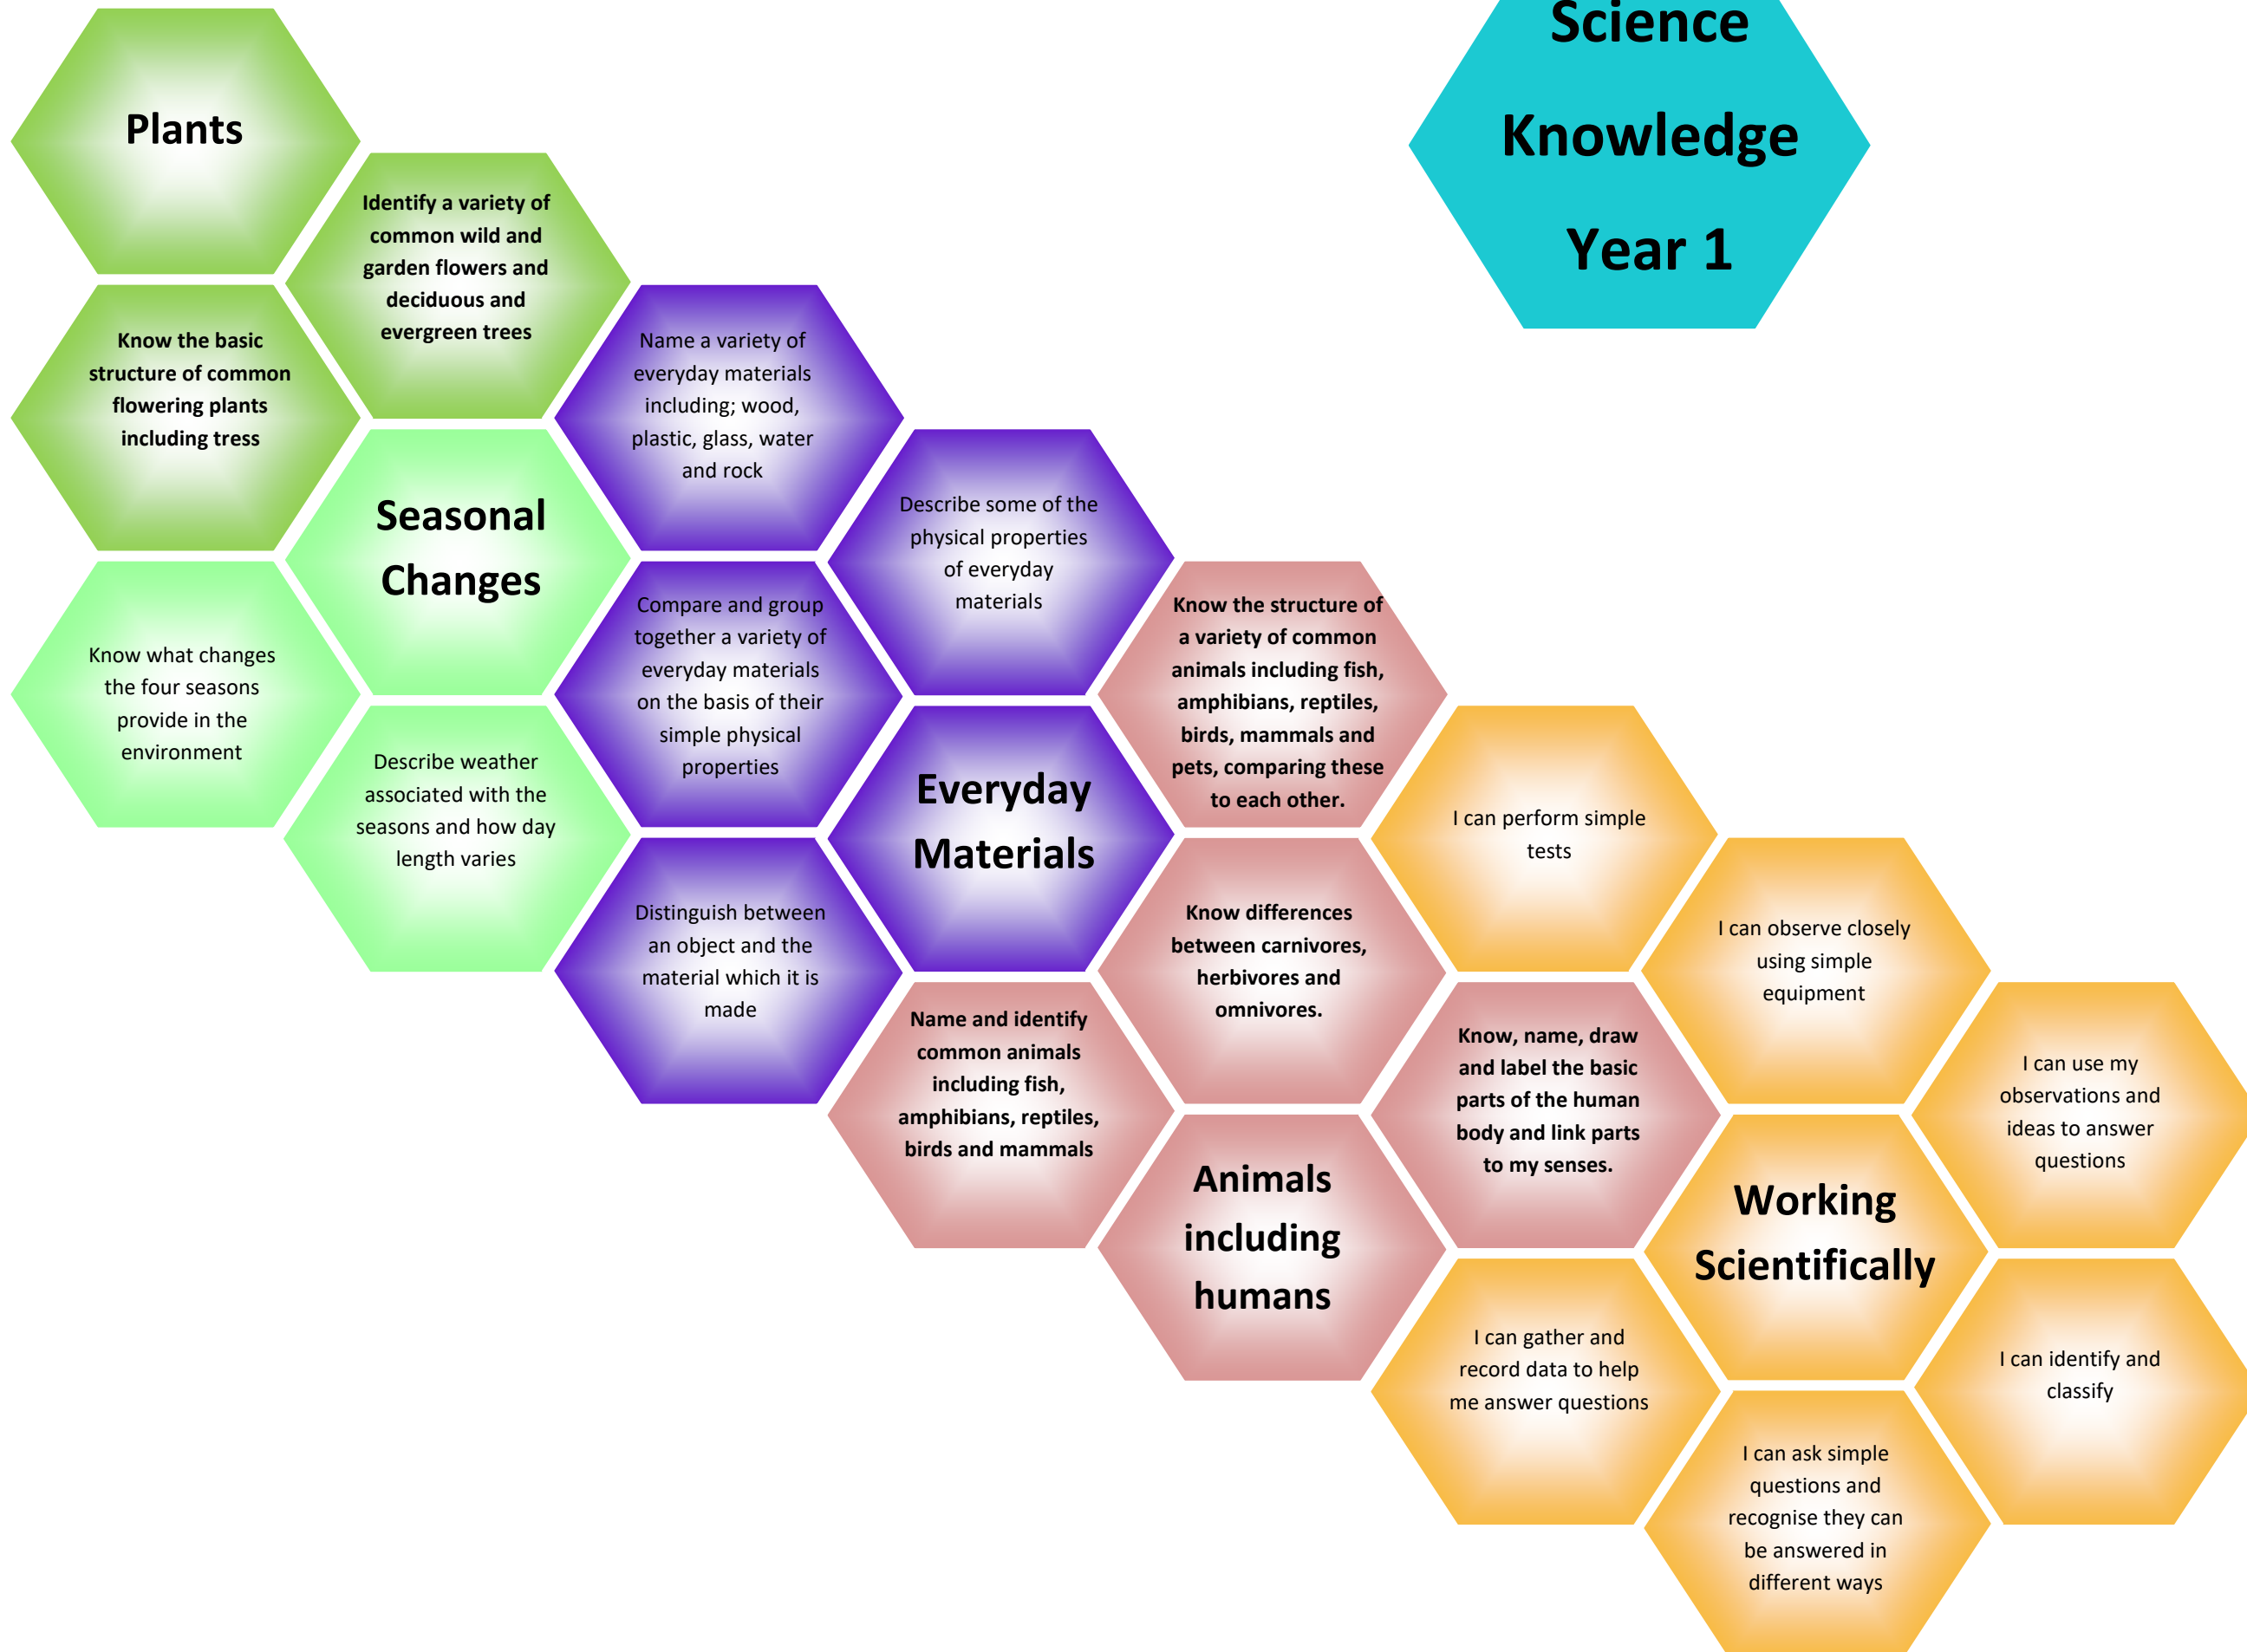 Science
Knowledge
Year 1
Plants
Identify a variety of
common wild and
garden flowers and
deciduous and
evergreen trees
Know the basic
structure of common
flowering plants
including tress
Seasonal
Changes
Know what changes
the four seasons
provide in the
environment
Describe weather
associated with the
seasons and how day
length varies
Name a variety of
everyday materials
including; wood,
plastic, glass, water
and rock
Describe some of the
physical properties
of everyday
materials
Compare and group
together a variety of
everyday materials
on the basis of their
simple physical
properties
Everyday
Materials
Distinguish between
an object and the
material which it is
made
Know the structure of
a variety of common
animals including fish,
amphibians, reptiles,
birds, mammals and
pets, comparing these
to each other.
Know differences
between carnivores,
herbivores and
omnivores.
Name and identify
common animals
including fish,
amphibians, reptiles,
birds and mammals
Know, name, draw
and label the basic
parts of the human
body and link parts
to my senses.
Animals
including
humans
I can perform simple
tests
I can observe closely
using simple
equipment
I can use my
observations and
ideas to answer
questions
Working
Scientifically
I can gather and
record data to help
me answer questions
I can identify and
classify
I can ask simple
questions and
recognise they can
be answered in
different ways